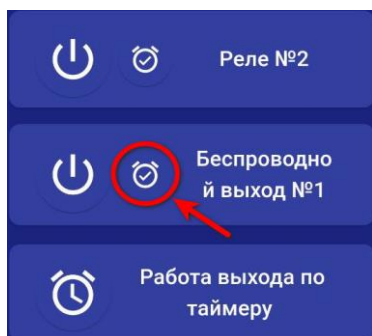 Реле №2
Беспроводно
й выход №1
Работа выхода по
таймеру